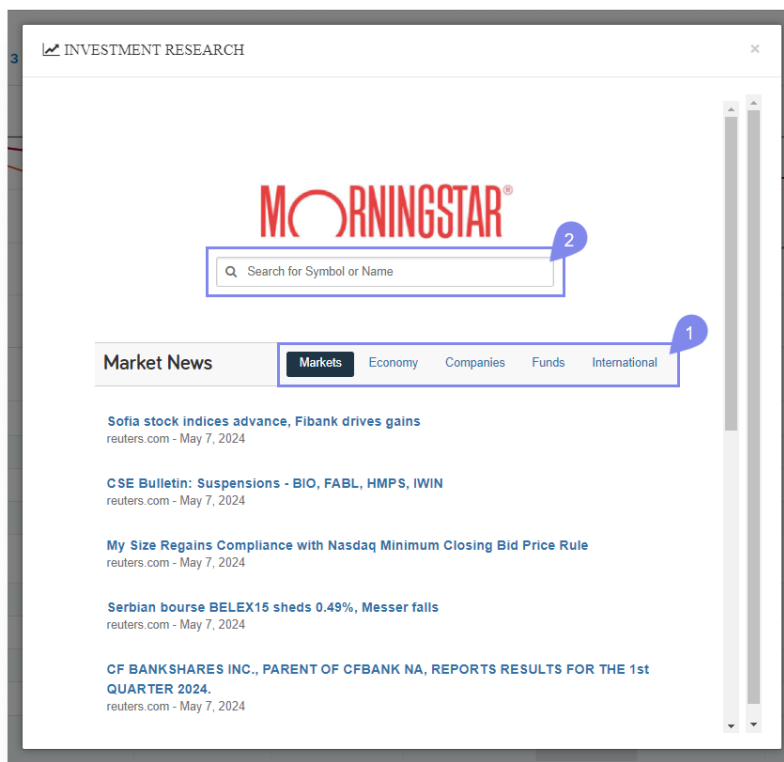 3
INVESTMENT RESEARCH ×
MORNINGSTAR®
2
Search for Symbol or Name
1
Market News Markets Economy Companies Funds International
Sofia stock indices advance, Fibank drives gains
reuters.com - May 7, 2024
CSE Bulletin: Suspensions - BIO, FABL, HMPS, IWIN
reuters.com - May 7, 2024
My Size Regains Compliance with Nasdaq Minimum Closing Bid Price Rule
reuters.com - May 7, 2024
Serbian bourse BELEX15 sheds 0.49%, Messer falls
reuters.com - May 7, 2024
CF BANKSHARES INC., PARENT OF CFBANK NA, REPORTS RESULTS FOR THE 1st
QUARTER 2024.
reuters.com - May 7, 2024